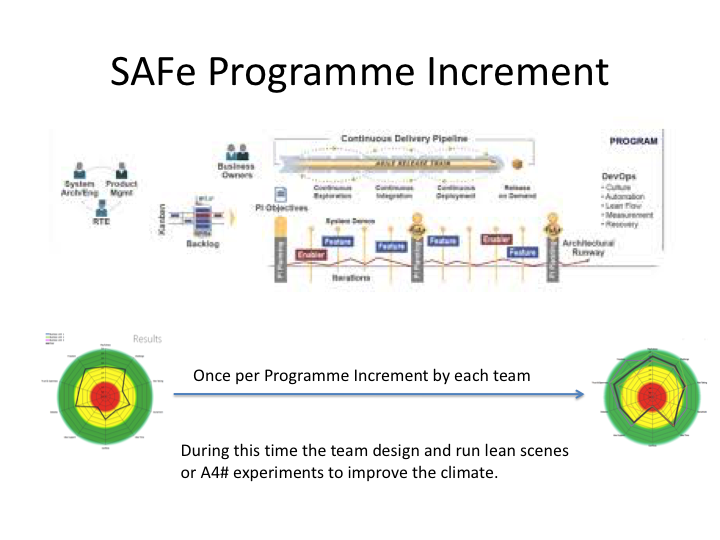 SAFe Programme Increment
Continuous Delivery Pipeline
PROGRAM
AGILE RELEASE TRAIN
Business
Owners
System
Arch/Eng
Product
Mgmt
RTE
Continuous
Exploration
Continuous
Integration
Continuous
Deployment
Release
on Demand
DevOps
• Culture
• Automation
• Lean Flow
• Measurement
• Recovery
PI Objectives
Kanban
Backlog
System Demos
Enabler
Feature
Feature
Feature
Enabler
Feature
Architectural
Runway
PI Planning
PI Planning
PI Planning
Iterations
Results
Once per Programme Increment by each team
During this time the team design and run lean scenes
or A4# experiments to improve the climate.